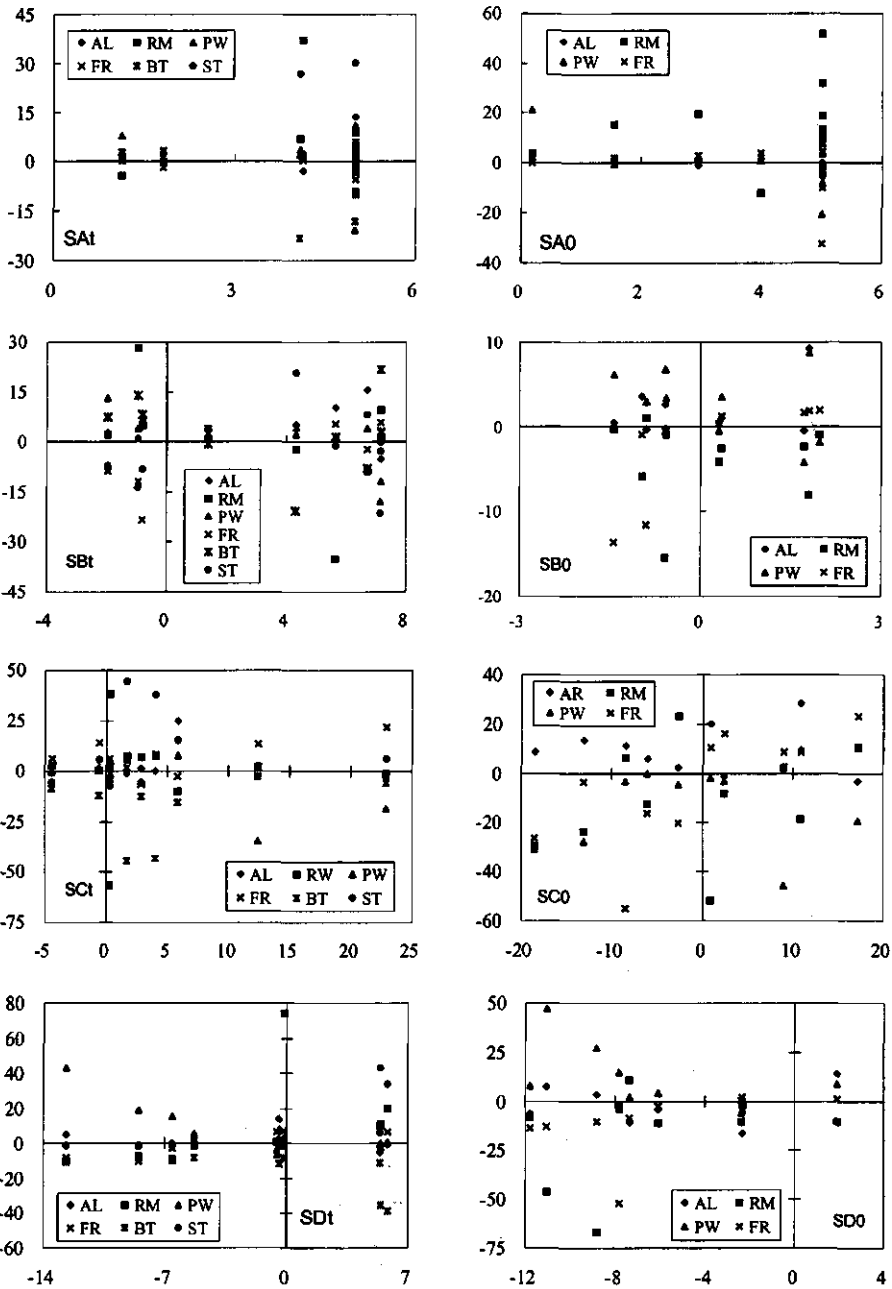 45
30
15
0
-15
-30
AL RM PW
FR BT ST
SAt
0 3 6
60
40
20
0
-20
-40
AL RM
PW FR
SA0
0 2 4 6
30
15
0
-15
-30
-45
AL
RM
PW
FR
BT
ST
SBt
-4 0 4 8
10
0
-10
-20
AL RM
PW FR
SB0
-3 0 3
50
25
0
-25
-50
-75
AL RW PW
FR BT ST
SCt
-5 0 5 10 15 20 25
40
20
0
-20
-40
-60
AR RM
PW FR
SC0
-20 -10 0 10 20
80
60
40
20
0
-20
-40
-60
AL RM PW
FR BT ST
SDt
-14 -7 0 7
50
25
0
-25
-50
-75
AL RM
PW FR
SD0
-12 -8 -4 0 4